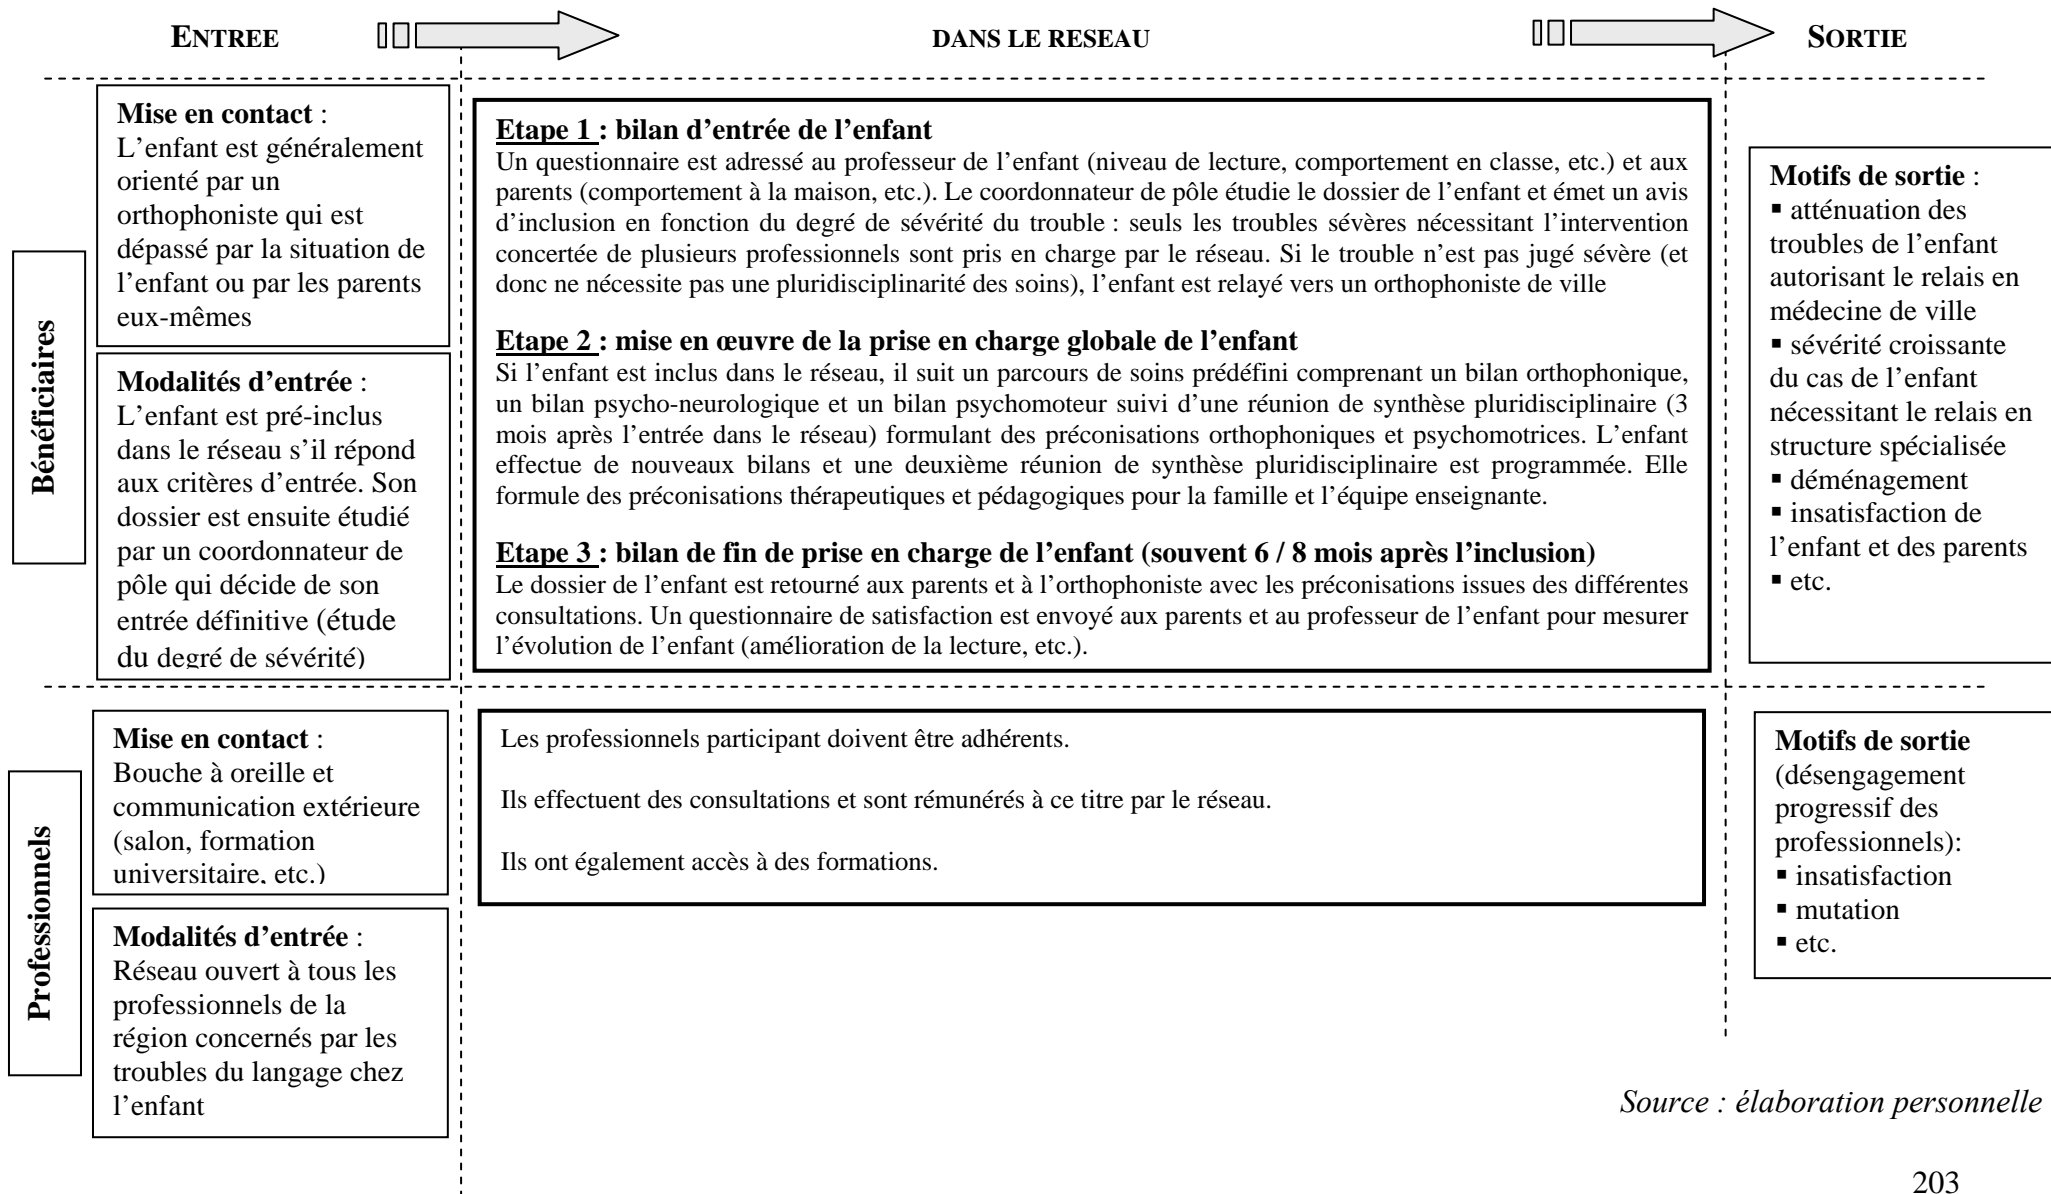 ENTREE
DANS LE RESEAU
SORTIE
Bénéficiaires
Mise en contact :
L’enfant est généralement
orienté par un
orthophoniste qui est
dépassé par la situation de
l’enfant ou par les parents
eux-mêmes
Modalités d’entrée :
L’enfant est pré-inclus
dans le réseau s’il répond
aux critères d’entrée. Son
dossier est ensuite étudié
par un coordonnateur de
pôle qui décide de son
entrée définitive (étude
du degré de sévérité)
Etape 1 : bilan d’entrée de l’enfant
Un questionnaire est adressé au professeur de l’enfant (niveau de lecture, comportement en classe, etc.) et aux
parents (comportement à la maison, etc.). Le coordonnateur de pôle étudie le dossier de l’enfant et émet un avis
d’inclusion en fonction du degré de sévérité du trouble : seuls les troubles sévères nécessitant l’intervention
concertée de plusieurs professionnels sont pris en charge par le réseau. Si le trouble n’est pas jugé sévère (et
donc ne nécessite pas une pluridisciplinarité des soins), l’enfant est relayé vers un orthophoniste de ville
Etape 2 : mise en œuvre de la prise en charge globale de l’enfant
Si l’enfant est inclus dans le réseau, il suit un parcours de soins prédéfini comprenant un bilan orthophonique,
un bilan psycho-neurologique et un bilan psychomoteur suivi d’une réunion de synthèse pluridisciplinaire (3
mois après l’entrée dans le réseau) formulant des préconisations orthophoniques et psychomotrices. L’enfant
effectue de nouveaux bilans et une deuxième réunion de synthèse pluridisciplinaire est programmée. Elle
formule des préconisations thérapeutiques et pédagogiques pour la famille et l’équipe enseignante.
Etape 3 : bilan de fin de prise en charge de l’enfant (souvent 6 / 8 mois après l’inclusion)
Le dossier de l’enfant est retourné aux parents et à l’orthophoniste avec les préconisations issues des différentes
consultations. Un questionnaire de satisfaction est envoyé aux parents et au professeur de l’enfant pour mesurer
l’évolution de l’enfant (amélioration de la lecture, etc.).
Motifs de sortie :
▪ atténuation des
troubles de l’enfant
autorisant le relais en
médecine de ville
▪ sévérité croissante
du cas de l’enfant
nécessitant le relais en
structure spécialisée
▪ déménagement
▪ insatisfaction de
l’enfant et des parents
▪ etc.
Professionnels
Mise en contact :
Bouche à oreille et
communication extérieure
(salon, formation
universitaire, etc.)
Modalités d’entrée :
Réseau ouvert à tous les
professionnels de la
région concernés par les
troubles du langage chez
l’enfant
Les professionnels participant doivent être adhérents.
Ils effectuent des consultations et sont rémunérés à ce titre par le réseau.
Ils ont également accès à des formations.
Motifs de sortie
(désengagement
progressif des
professionnels):
▪ insatisfaction
▪ mutation
▪ etc.
Source : élaboration personnelle
203